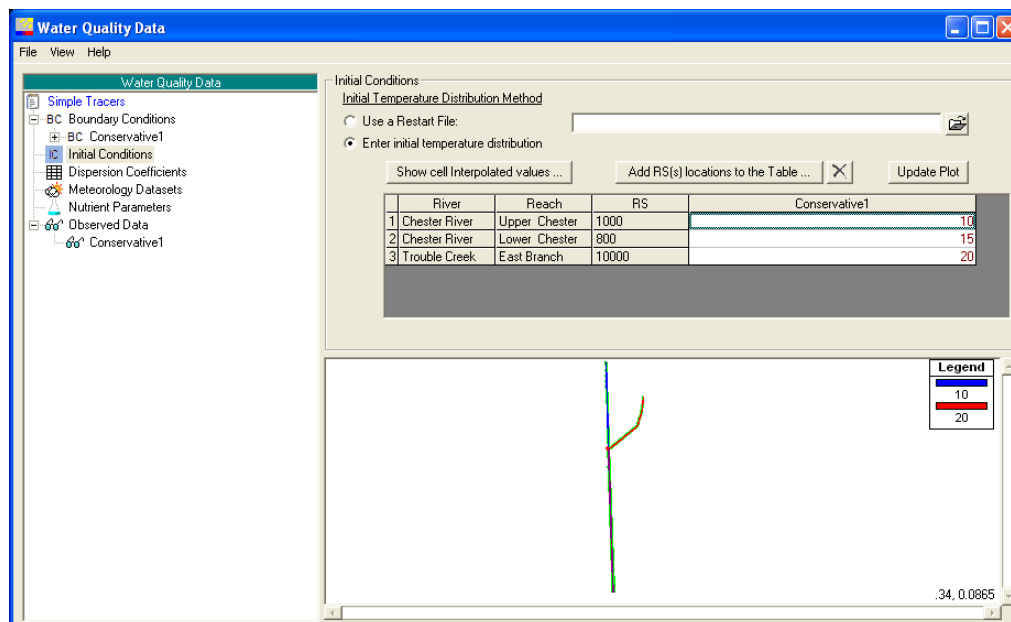 Water Quality Data
File View Help
Water Quality Data
Simple Tracers
BC Boundary Conditions
BC Conservative1
IC Initial Conditions
Dispersion Coefficients
Meteorology Datasets
Nutrient Parameters
Observed Data
Conservative1
Initial Conditions
Initial Temperature Distribution Method
Use a Restart File:
Enter initial temperature distribution
Show cell Interpolated values ... Add RS(s) locations to the Table ... Update Plot
River Reach RS Conservative1
1 Chester River Upper Chester 1000 10
2 Chester River Lower Chester 800 15
3 Trouble Creek East Branch 10000 20
Legend
10
20
.34, 0.0865